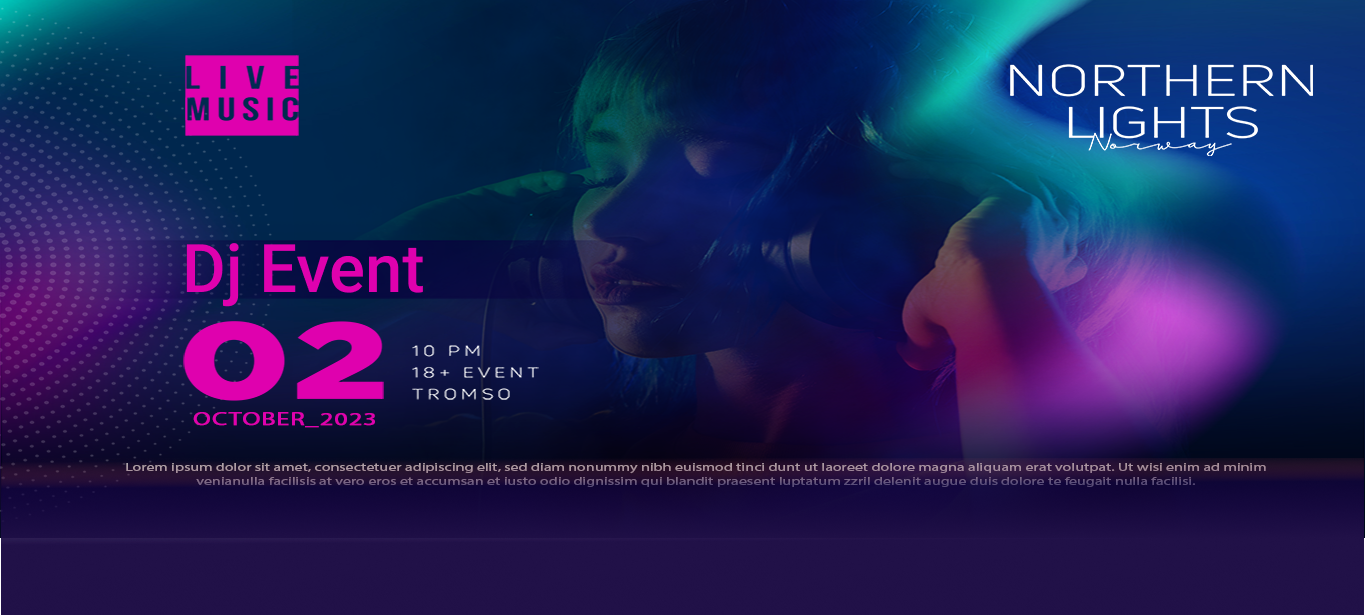 LIVE
MUSIC
NORTHERN
LIGHTS
Norway
Dj Event
02
OCTOBER_2023
10 PM
18+ EVENT
TROMSO
Lorem ipsum dolor sit amet, consectetuer adipiscing elit, sed diam nonummy nibh euismod tinci dunt ut laoreet dolore magna aliquam erat volutpat. Ut wisi enim ad minim
venianulla facilisis at vero eros et accumsan et iusto odio dignissim qui blandit praesent luptatum zzril delenit augue duis dolore te feugait nulla facilisi.